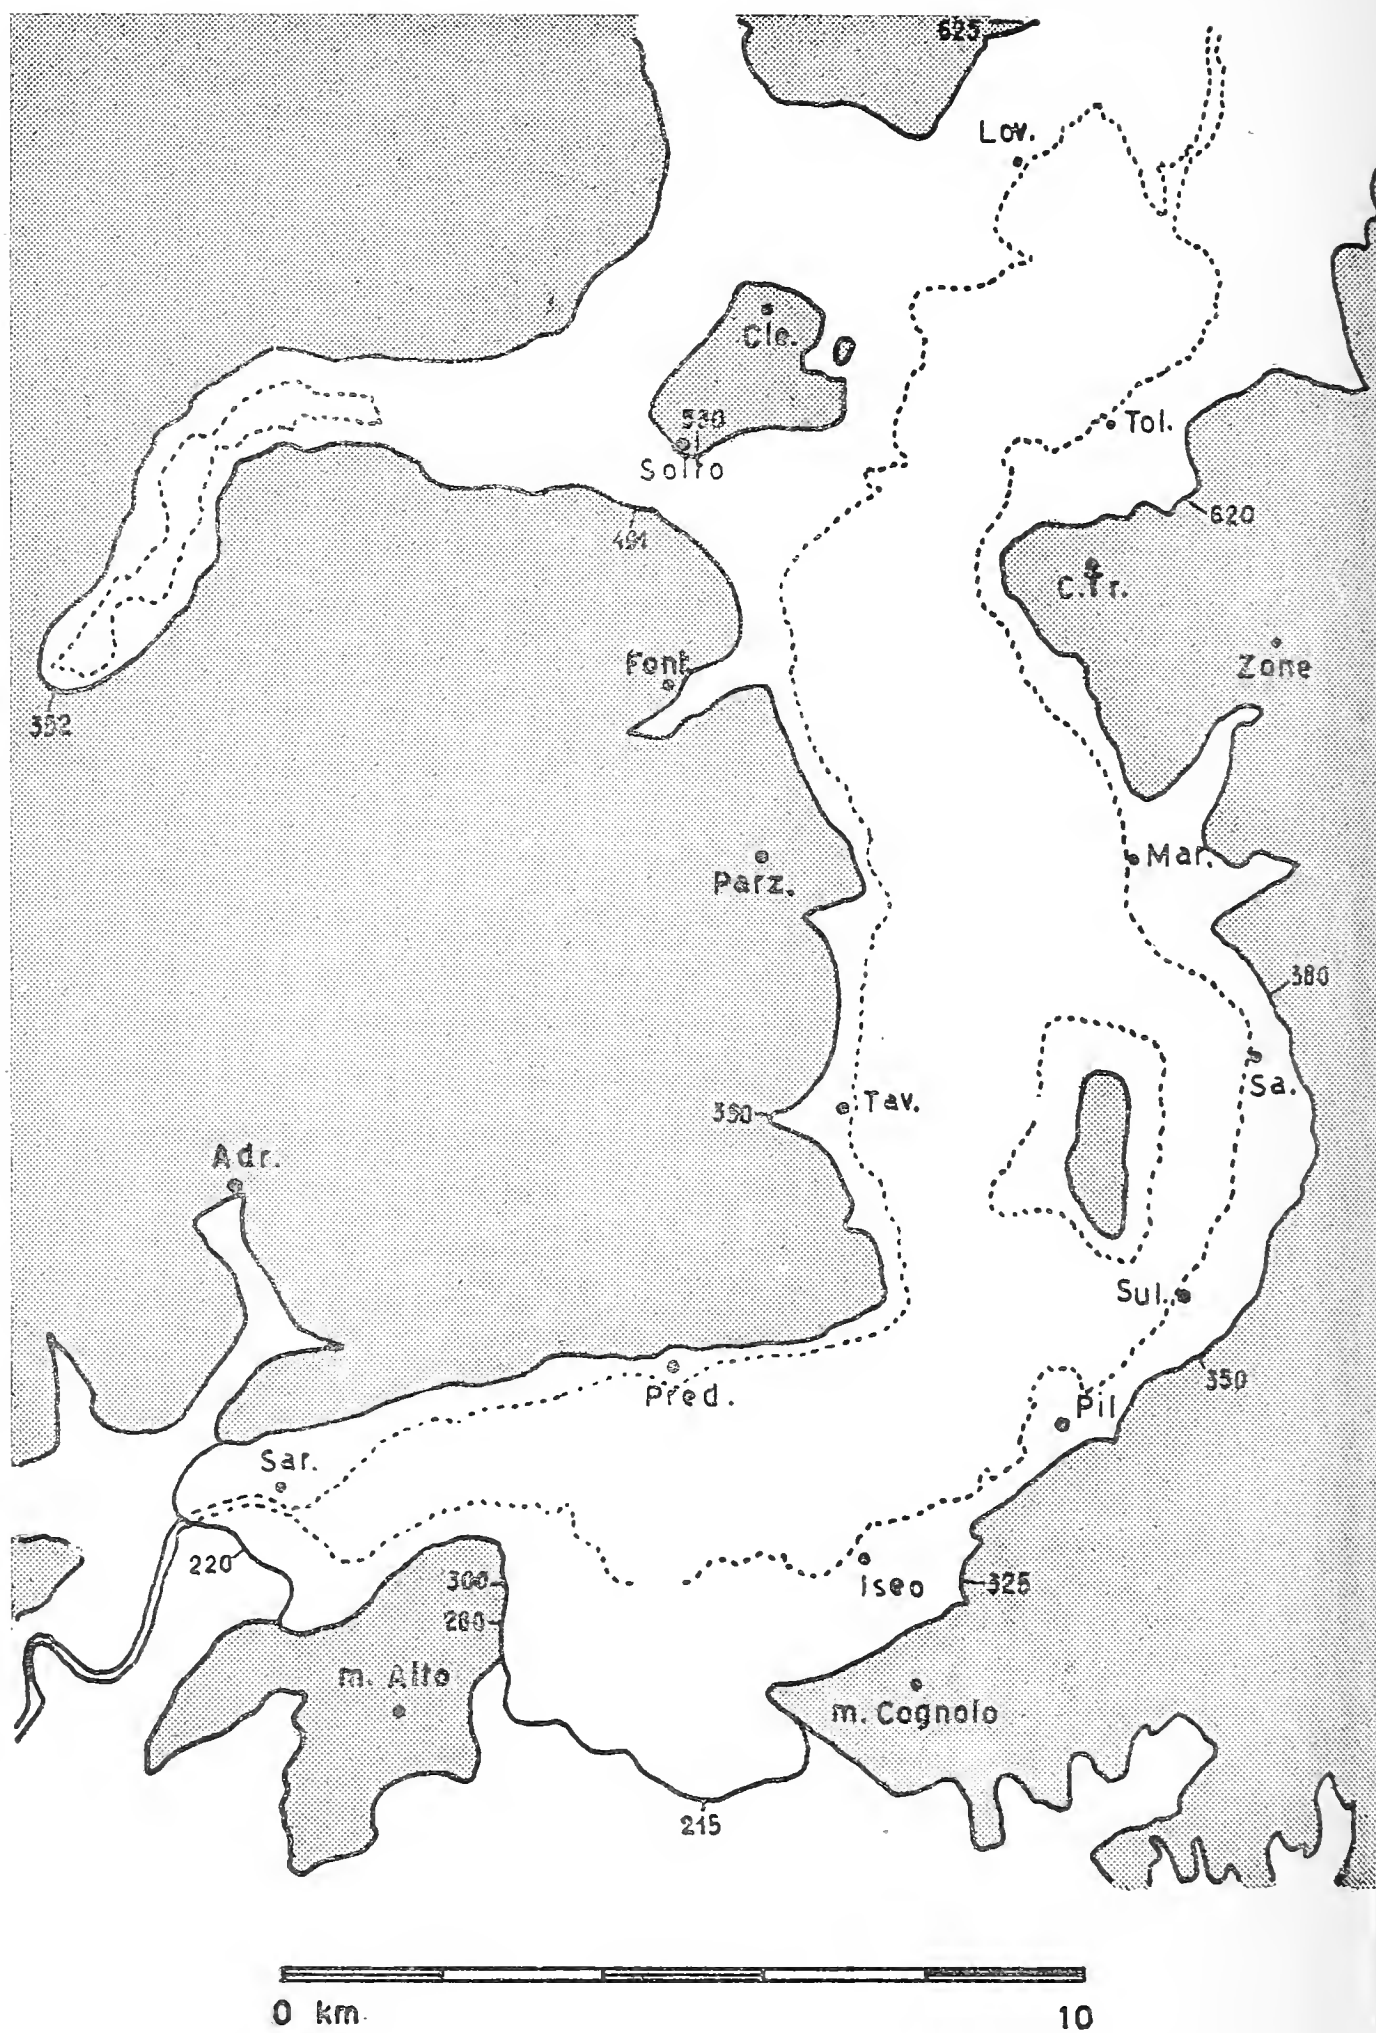 625
Lov.
Cle.
530
Solto
Tol.
620
491
C.fr.
Zone
Font.
392
Mar.
Parz.
380
Sa.
Tav.
350
Adr.
Sul.
350
Pred.
Pil
Sar.
220
300
280
Iseo
325
m. Alto
m. Cognolo
215
0 km.
10